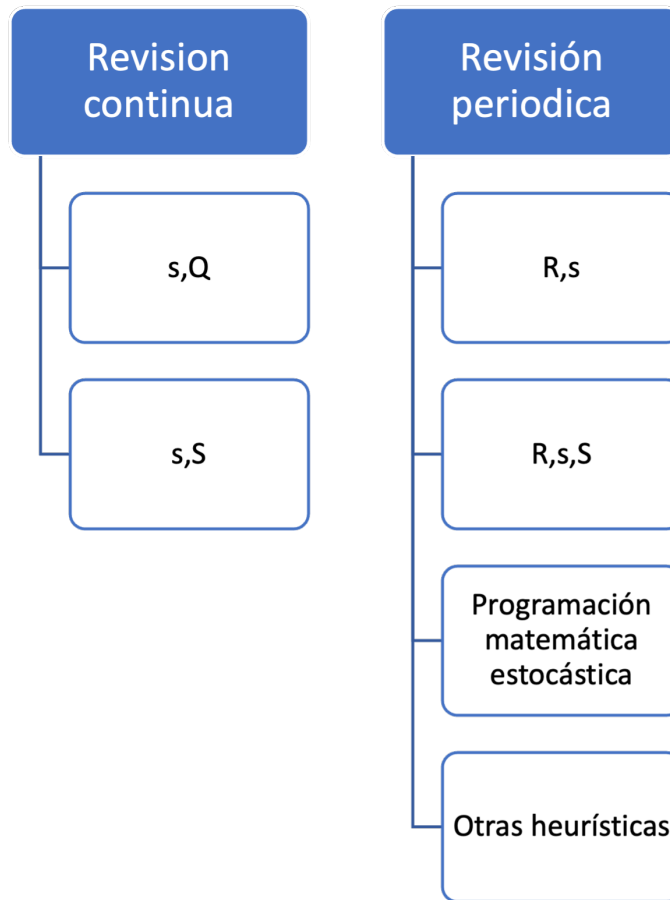 Revision
continua
s,Q
s,S
Revisión
periodica
R,s
R,s,S
Programación
matemática
estocástica
Otras heurísticas